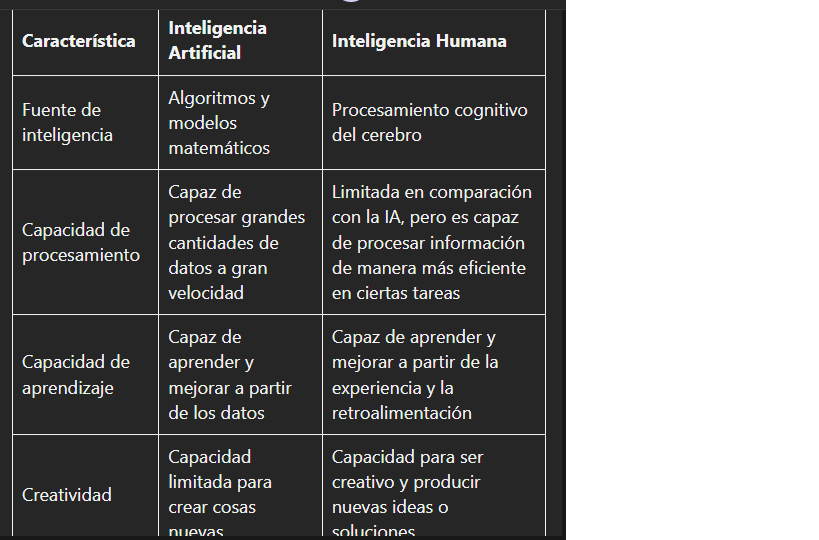 Característica
Inteligencia
Artificial
Inteligencia Humana
Fuente de
inteligencia
Algoritmos y
modelos
matemáticos
Procesamiento cognitivo
del cerebro
Capacidad de
procesamiento
Capaz de
procesar grandes
cantidades de
datos a gran
velocidad
Limitada en comparación
con la IA, pero es capaz
de procesar información
de manera más eficiente
en ciertas tareas
Capacidad de
aprendizaje
Capaz de
aprender y
mejorar a partir
de los datos
Capaz de aprender y
mejorar a partir de la
experiencia y la
retroalimentación
Creatividad
Capacidad
limitada para
crear cosas
nuevas
Capacidad para ser
creativo y producir
nuevas ideas o
soluciones